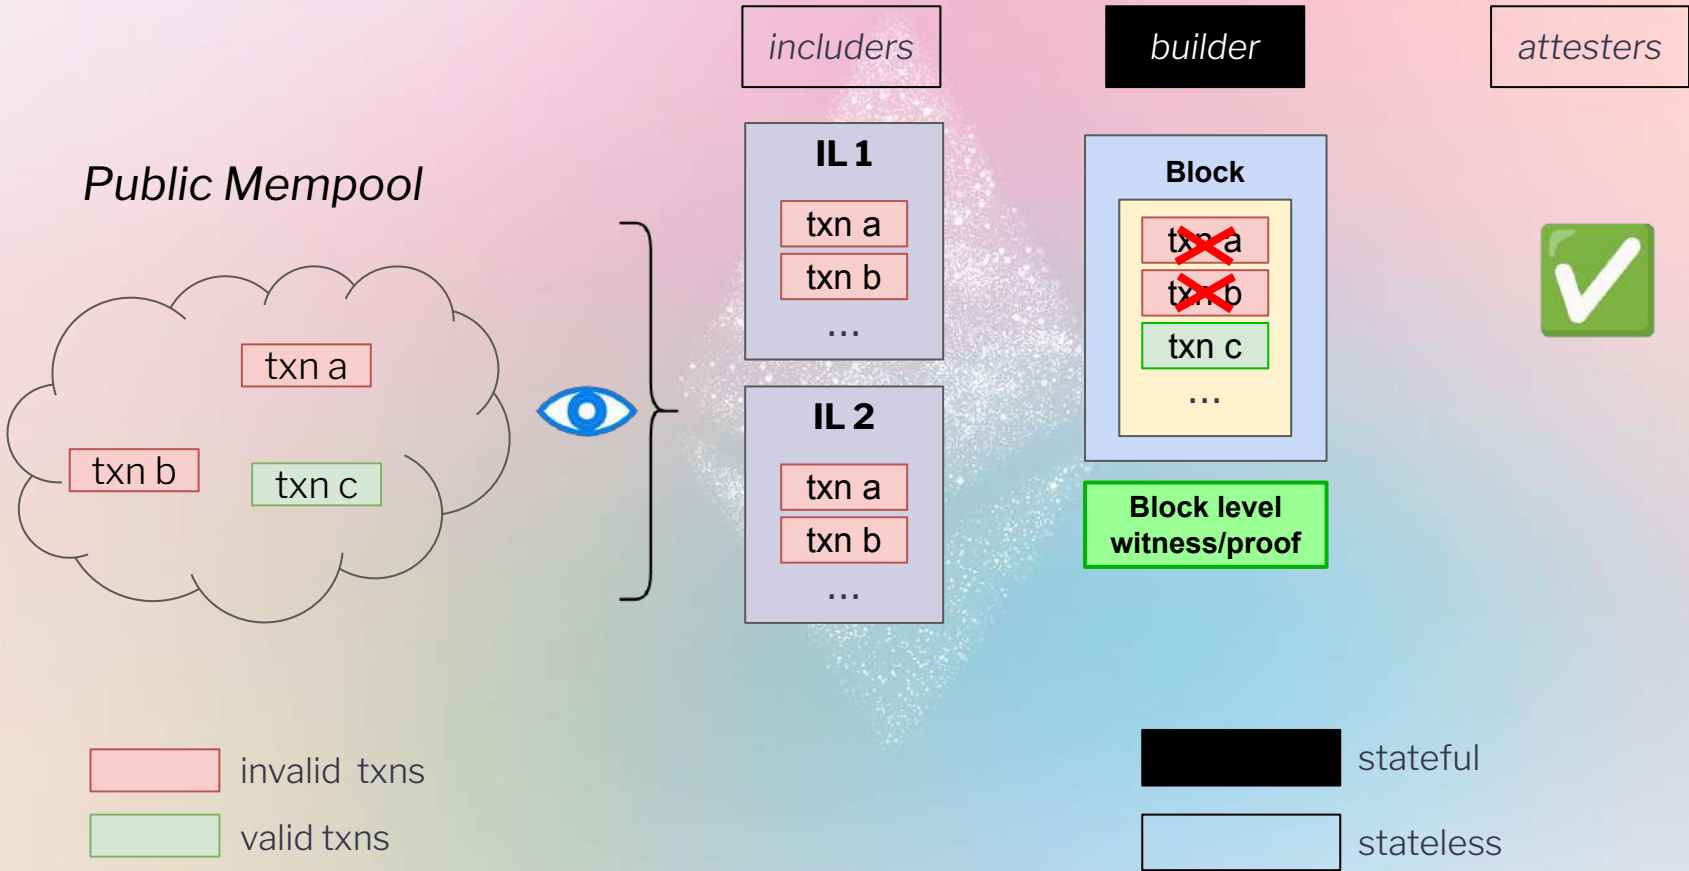 includers
builder
attesters
Public Mempool
txn a
txn b
txn c
IL 1
txn a
txn b
...
IL 2
txn a
txn b
...
Block
txn a
txn b
txn c
...
Block level
witness/proof
invalid txns
valid txns
stateful
stateless